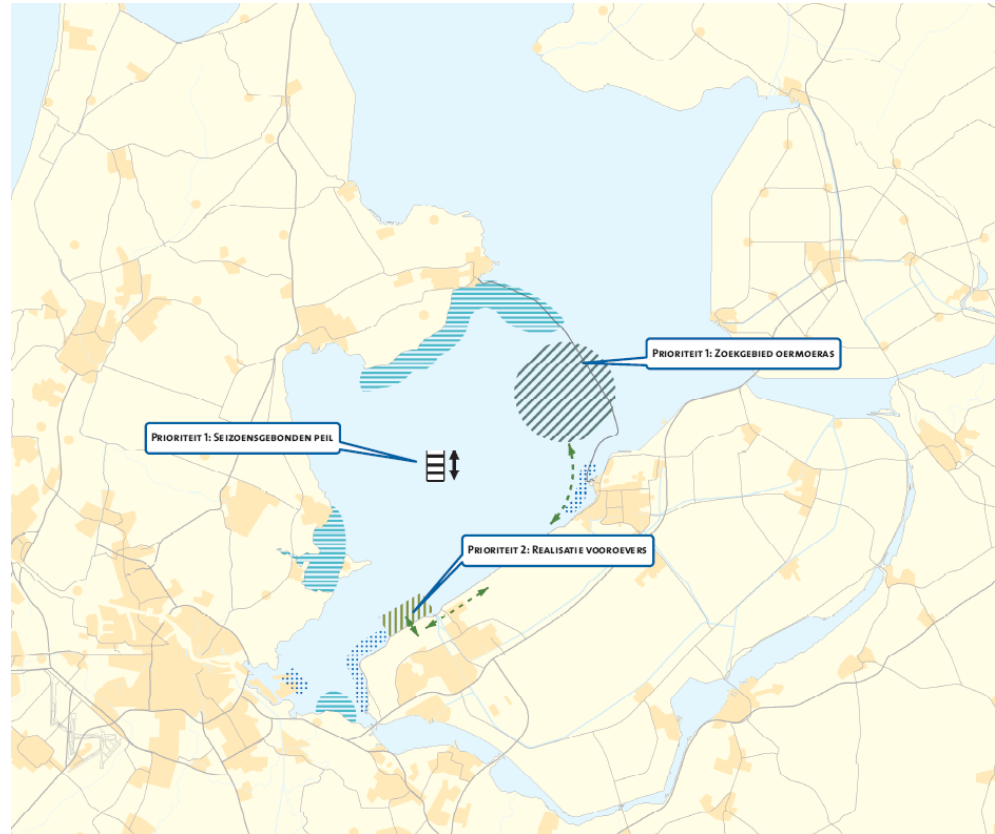 Prioriteit 1: Zoekgebied oermoeras
Prioriteit 1: Seizoensgebonden peil
Prioriteit 2: Realisatie vooroevers